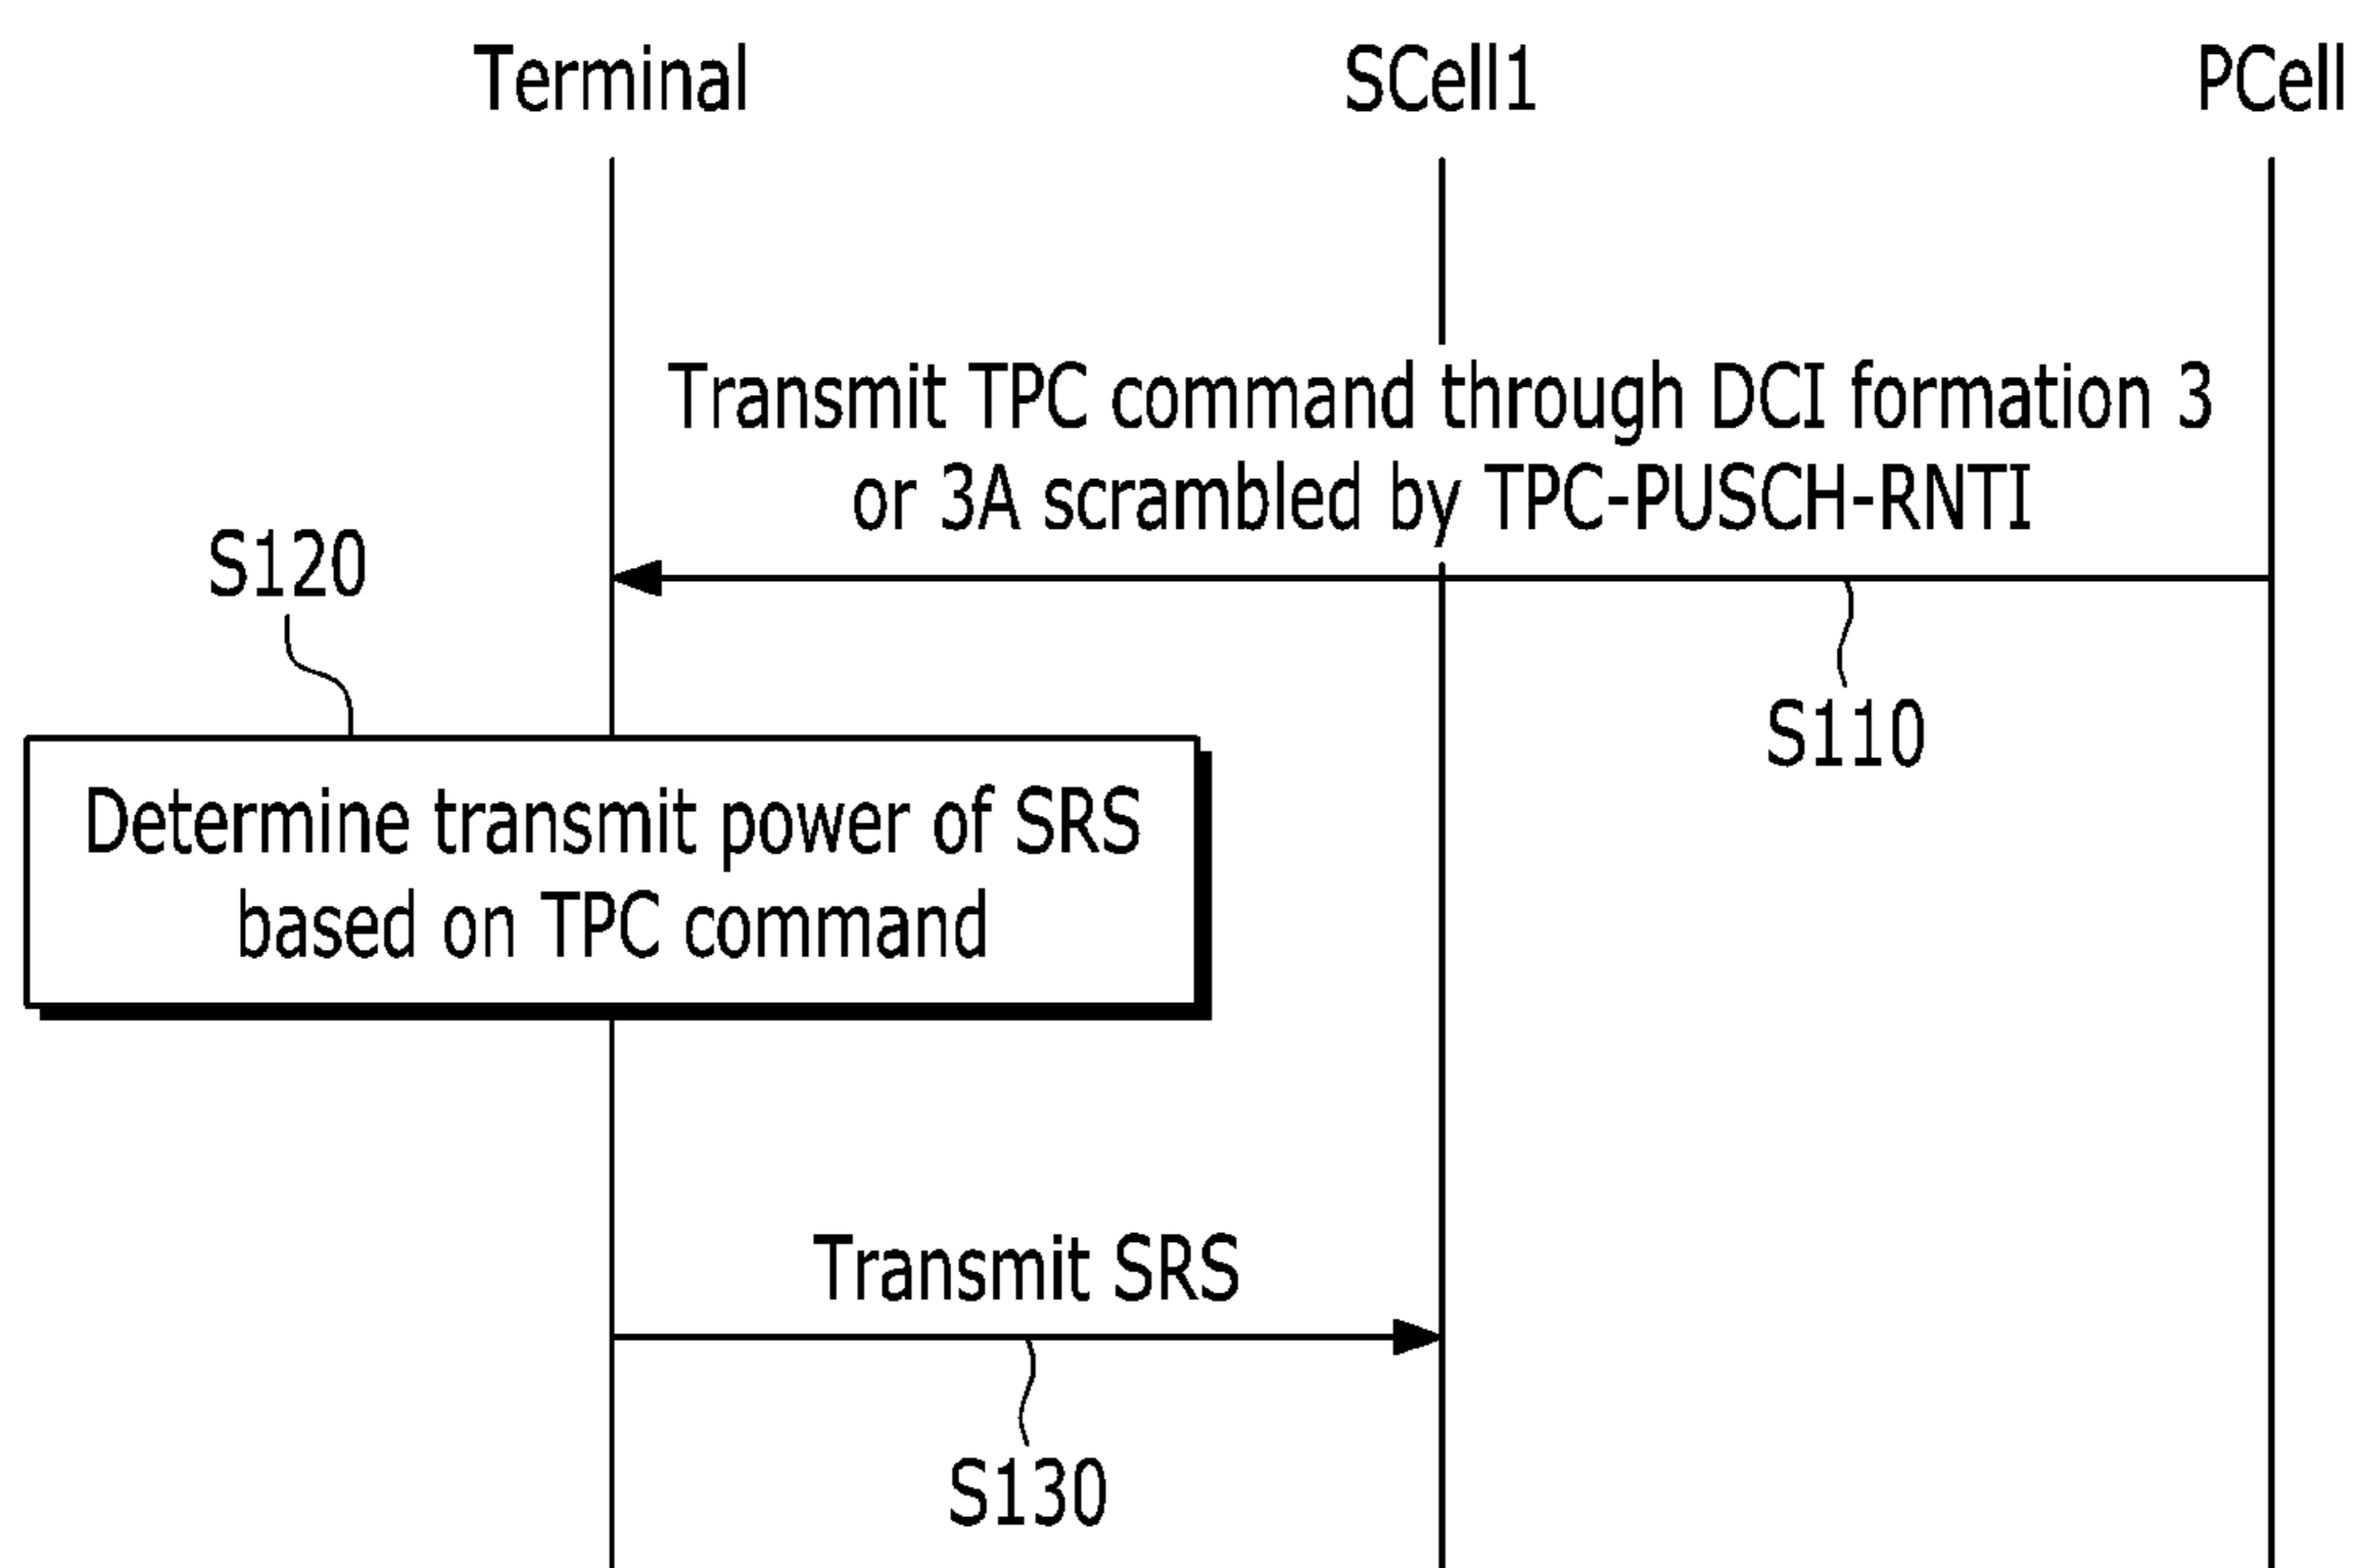 Terminal
SCell1
PCell
Transmit TPC command through DCI formation 3
or 3A scrambled by TPC-PUSCH-RNTI
S120
S110
Determine transmit power of SRS
based on TPC command
Transmit SRS
S130